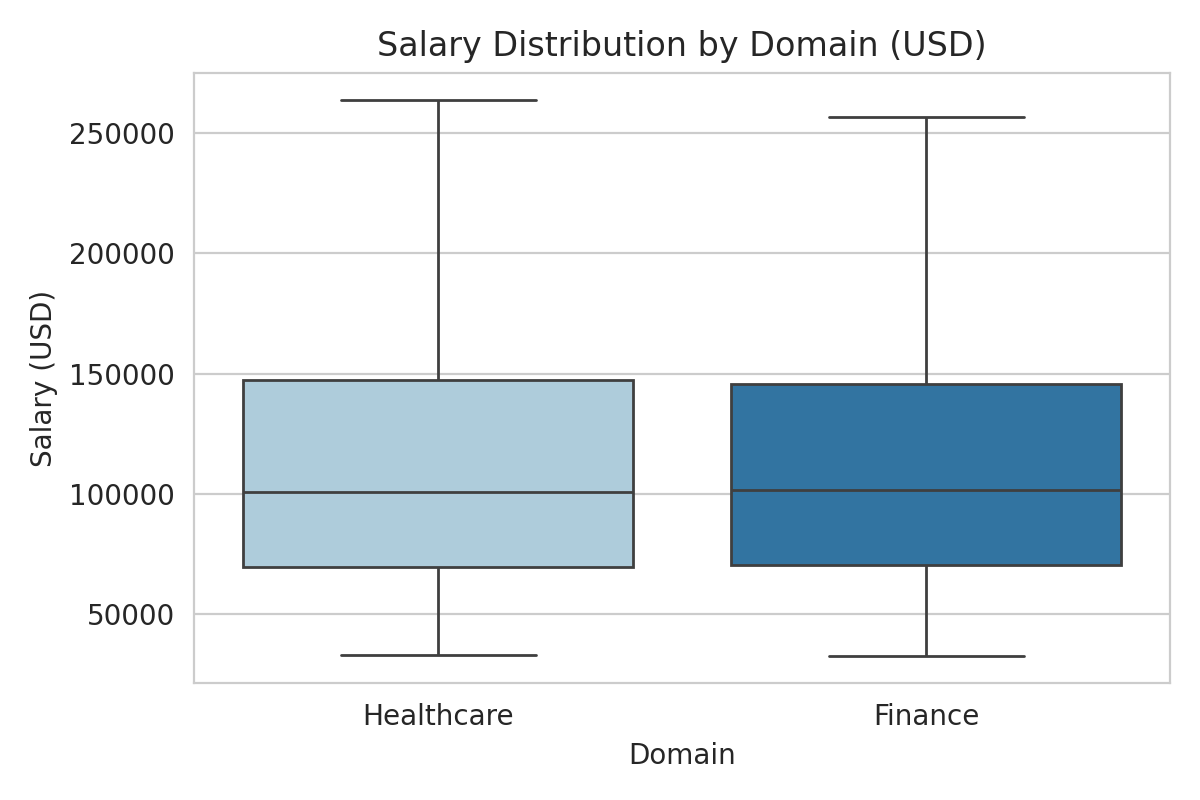 Salary Distribution by Domain (USD)
Salary (USD)
250000
200000
150000
100000
50000
Healthcare
Finance
Domain